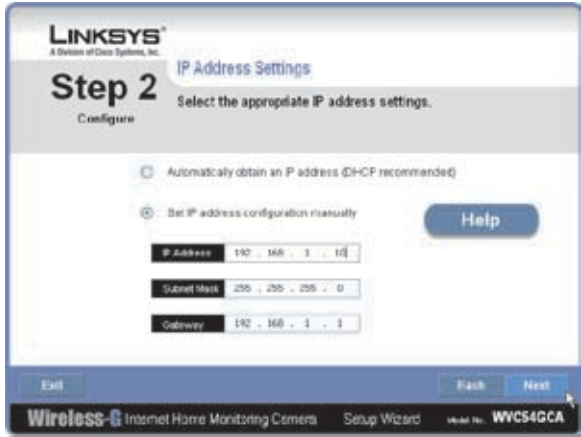 LINKSYS®
A Division of Cisco Systems, Inc.
Step 2
Configure
IP Address Settings
Select the appropriate IP address settings.
Automatically obtain an IP address (DHCP recommended)
Set IP address configuration manually
Help
IP Address 192 . 168 . 1 . 10
Subnet Mask 255 . 255 . 255 . 0
Gateway 192 . 168 . 1 . 1
Exit
Back
Next
Wireless-G Internet Home Monitoring Camera Setup Wizard Model No. WVC54GCA